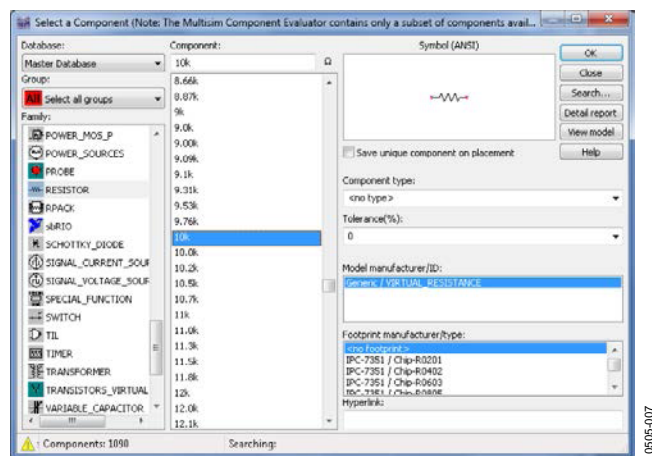 Select a Component (Note: The Multisim Component Evaluator contains only a subset of components avail...
Database:
Master Database
Group:
All Select all groups
Family:
POWER_MOS_P
POWER_SOURCES
PROBE
RESISTOR
RPACK
sbRIO
SCHOTTKY_DIODE
SIGNAL_CURRENT_SOUR
SIGNAL_VOLTAGE_SOUR
SPECIAL_FUNCTION
SWITCH
TIL
TIMER
TRANSFORMER
TRANSISTORS_VIRTUAL
VARIABLE_CAPACITOR
Component:
10k Ω
8.66k
8.87k
9k
9.0k
9.00k
9.09k
9.1k
9.31k
9.53k
9.76k
10k
10.0k
10.2k
10.5k
10.7k
11k
11.0k
11.3k
11.5k
11.8k
12k
12.0k
12.1k
Symbol (ANSI)
Save unique component on placement
Component type:
<no type>
Tolerance(%):
0
Model manufacturer/ID:
Generic / VIRTUAL_RESISTANCE
Footprint manufacturer/type:
<no footprint>
IPC-7351 / Chip-R0201
IPC-7351 / Chip-R0402
IPC-7351 / Chip-R0603
IPC-7351 / Chip-R0805
Hyperlink:
OK
Close
Search...
Detail report
View model
Help
Components: 1090
Searching:
0505-007